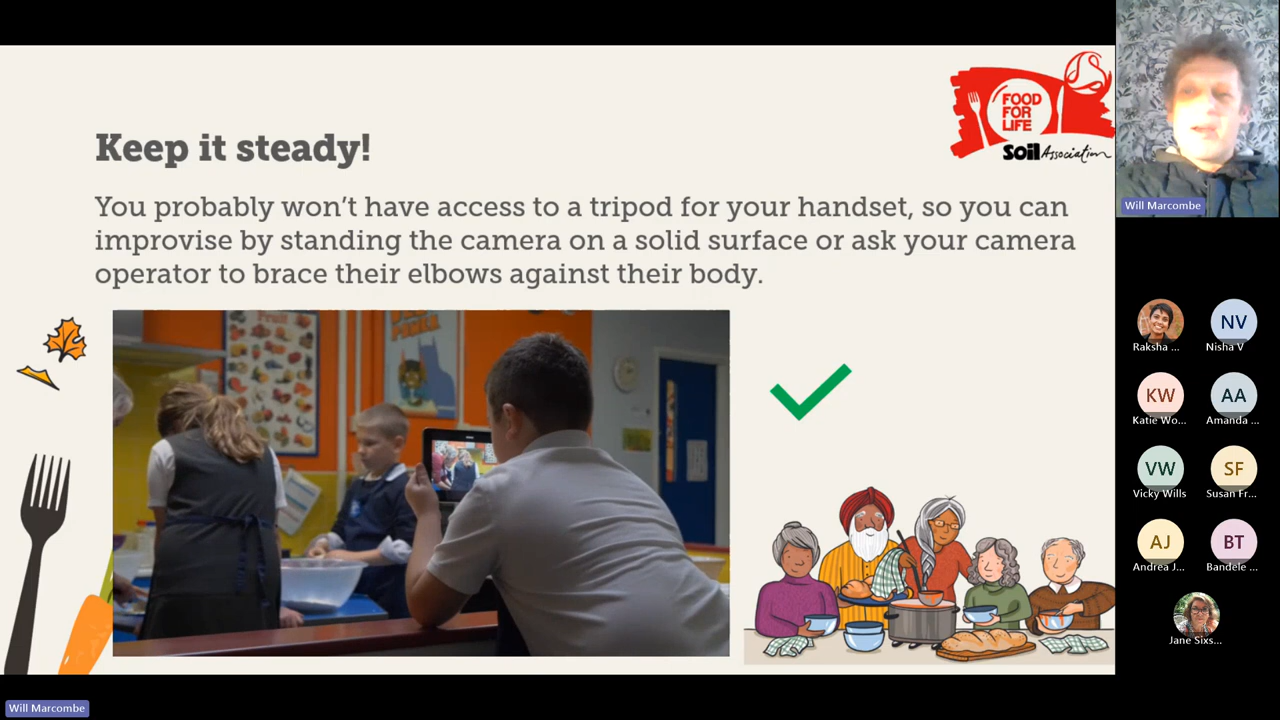 FOOD
FOR
LIFE
Soil Association
Keep it steady!
You probably won't have access to a tripod for your handset, so you can
improvise by standing the camera on a solid surface or ask your camera
operator to brace their elbows against their body.
Fruit
Will Marcombe
Raksha ...
NV
Nisha V
KW
Katie Wo...
AA
Amanda ...
VW
Vicky Wills
SF
Susan Fr...
AJ
Andrea J...
BT
Bandele ...
Jane Sixs...
Will Marcombe